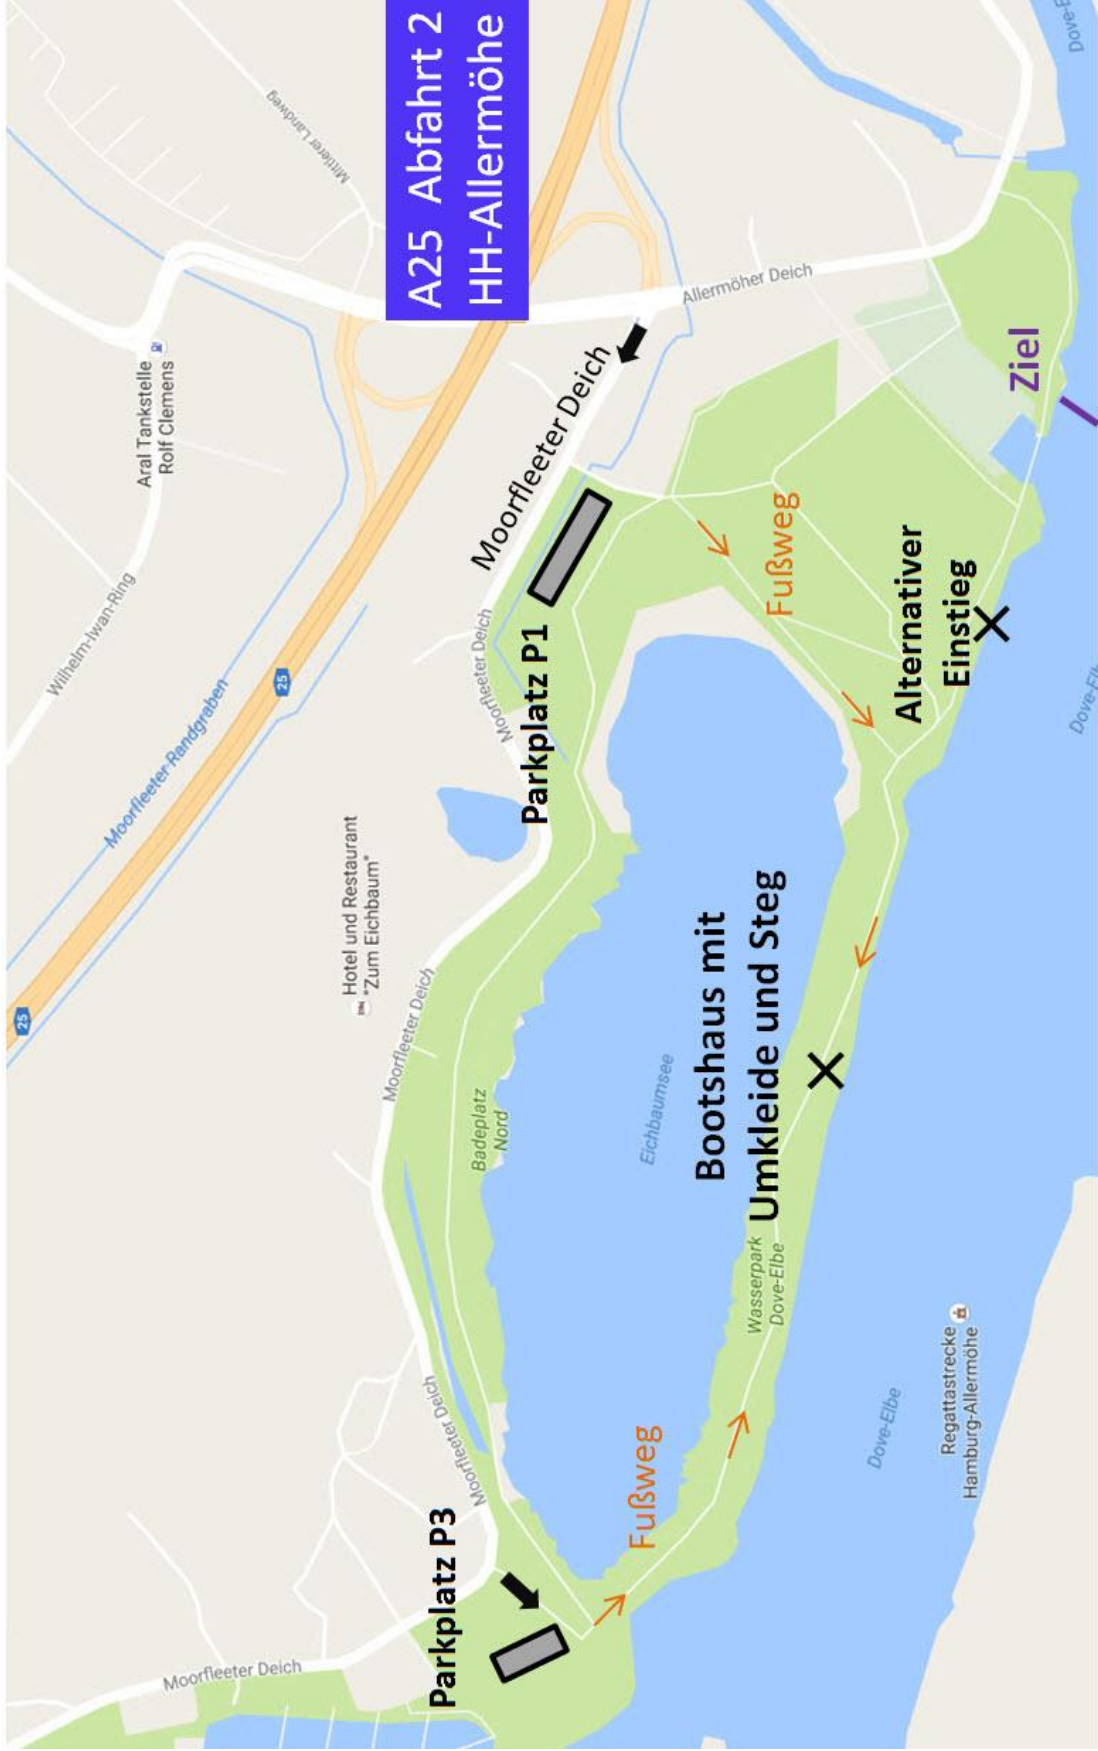 A25 Abfahrt 2
HH-Allermöhe
Mittlerer Landweg
Aral Tankstelle
Rolf Clemens
Wilhelm-Iwan-Ring
Moorfleeter Randgraben
25
25
Allermöher Deich
Moorfleeter Deich
Moorfleeter Deich
Moorfleeter Deich
Moorfleeter Deich
Moorfleeter Deich
Hotel und Restaurant
"Zum Eichbaum"
Parkplatz P1
Parkplatz P3
Badeplatz
Nord
Eichbaumsee
Bootshaus mit
Umkleide und Steg
Wasserpark
Dove-Elbe
Fußweg
Fußweg
Alternativer
Einstieg
Ziel
Dove-Elbe
Regattastrecke
Hamburg-Allermöhe
Dove-Elb
Dove-E